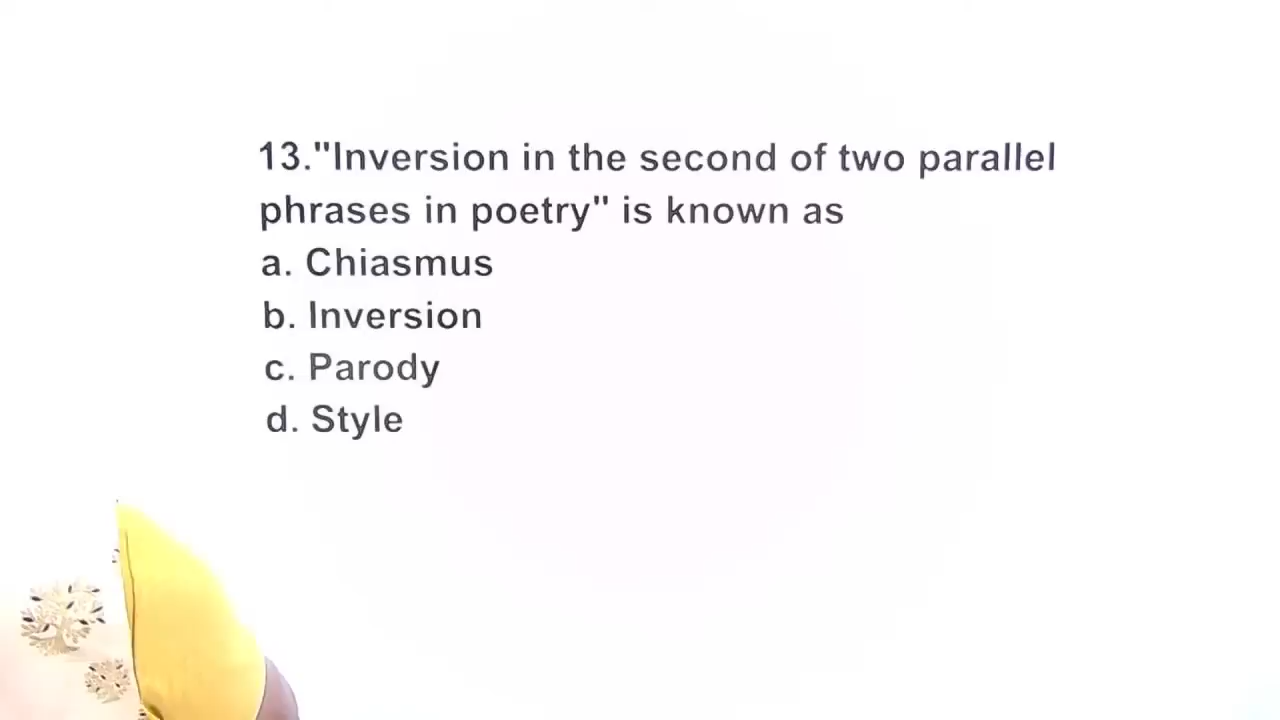 13."Inversion in the second of two parallel
phrases in poetry" is known as
a. Chiasmus
b. Inversion
c. Parody
d. Style